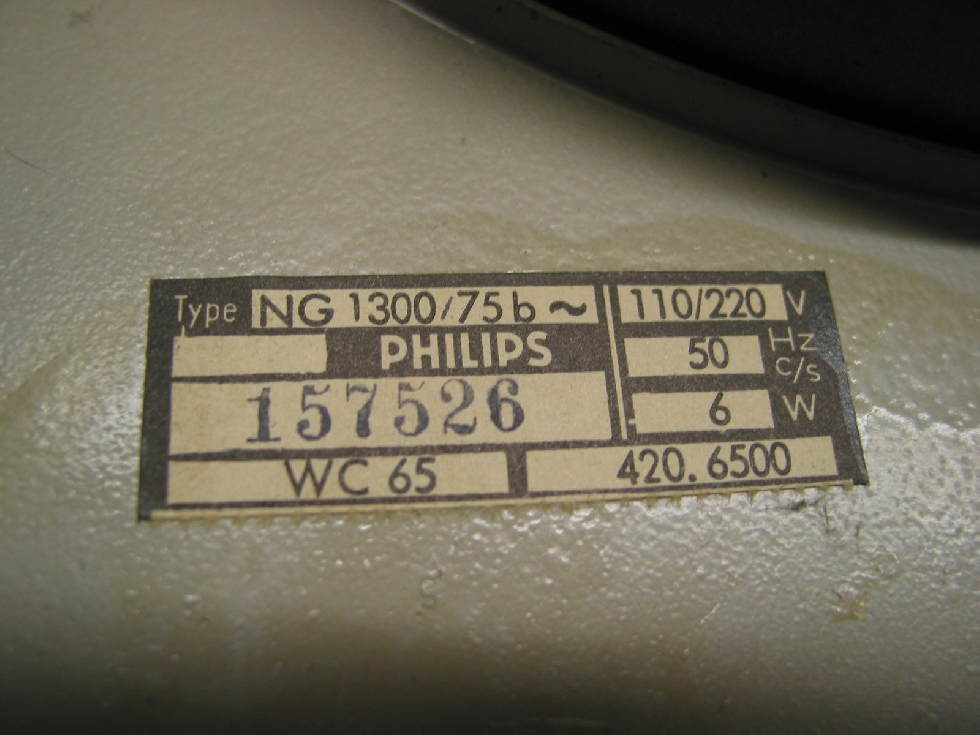 Type NG 1300/75 b ~ 110/220 V
PHILIPS 50 Hz c/s
157526 6 W
WC 65 420. 6500